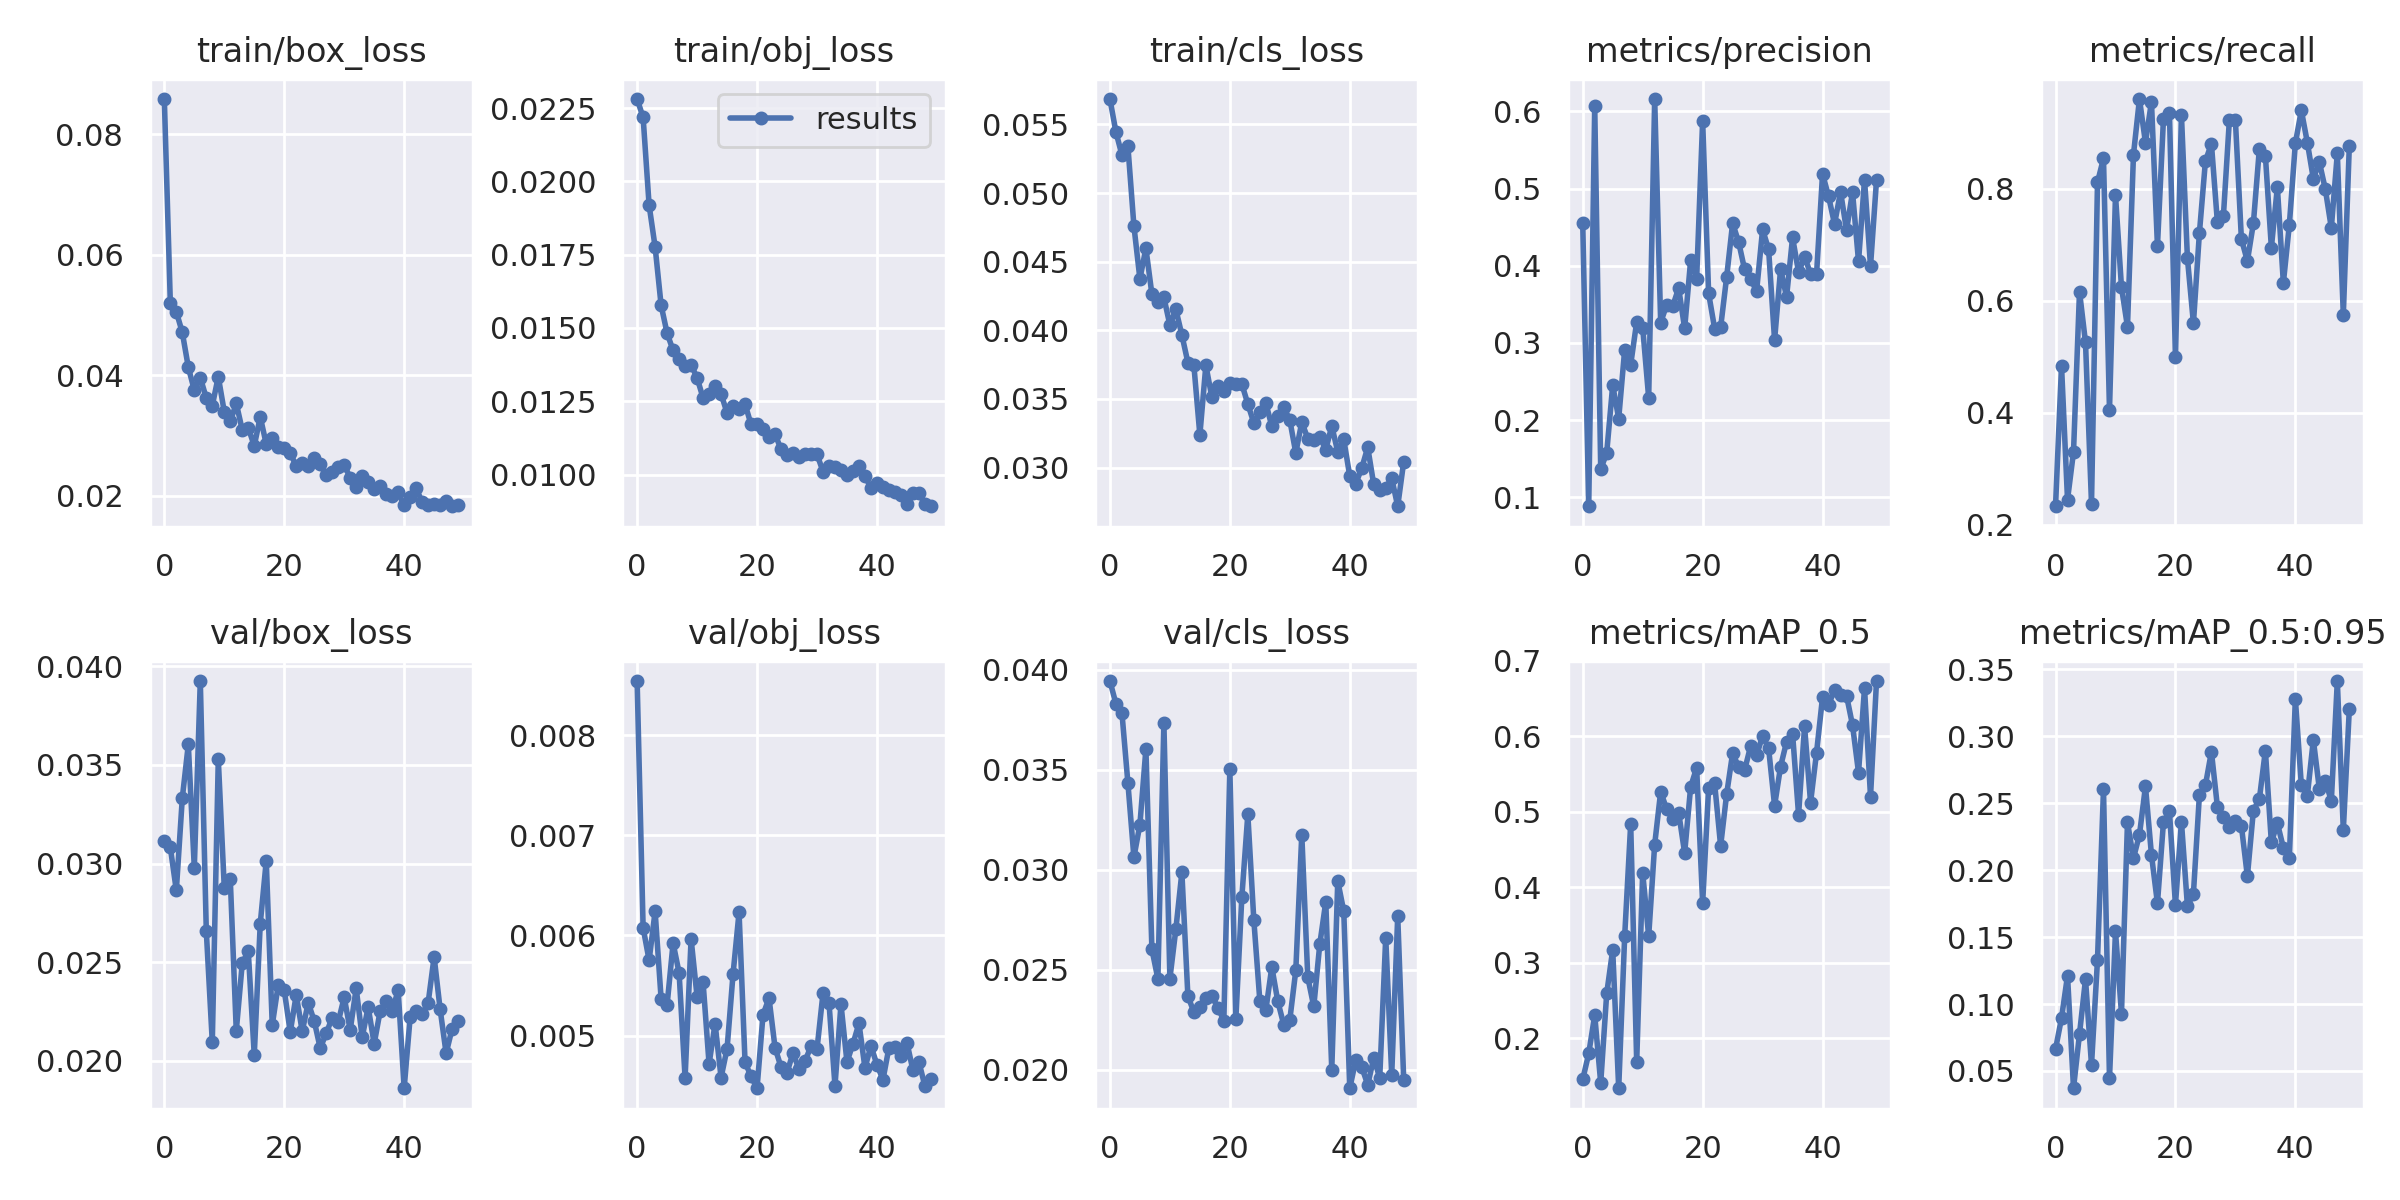 train/box_loss
0.08
0.06
0.04
0.02
0 20 40
train/obj_loss
results
0.0225
0.0200
0.0175
0.0150
0.0125
0.0100
0 20 40
train/cls_loss
0.055
0.050
0.045
0.040
0.035
0.030
0 20 40
metrics/precision
0.6
0.5
0.4
0.3
0.2
0.1
0 20 40
metrics/recall
0.8
0.6
0.4
0.2
0 20 40
val/box_loss
0.040
0.035
0.030
0.025
0.020
0 20 40
val/obj_loss
0.008
0.007
0.006
0.005
0 20 40
val/cls_loss
0.040
0.035
0.030
0.025
0.020
0 20 40
metrics/mAP_0.5
0.7
0.6
0.5
0.4
0.3
0.2
0 20 40
metrics/mAP_0.5:0.95
0.35
0.30
0.25
0.20
0.15
0.10
0.05
0 20 40